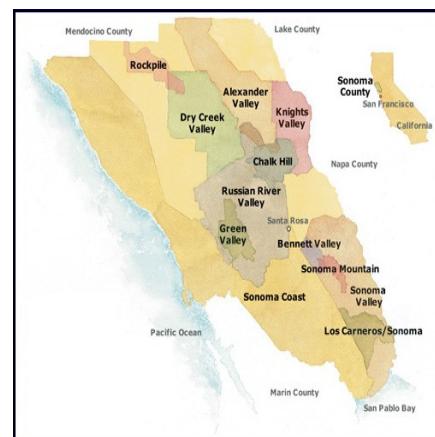 Mendocino County
Lake County
Rockpile
Sonoma
County
San Francisco
California
Alexander
Valley
Knights
Valley
Dry Creek
Valley
Chalk Hill
Napa County
Russian River
Valley
Santa Rosa
Green
Valley
Bennett Valley
Sonoma Mountain
Sonoma
Valley
Sonoma Coast
Los Carneros/Sonoma
Pacific Ocean
Marin County
San Pablo Bay